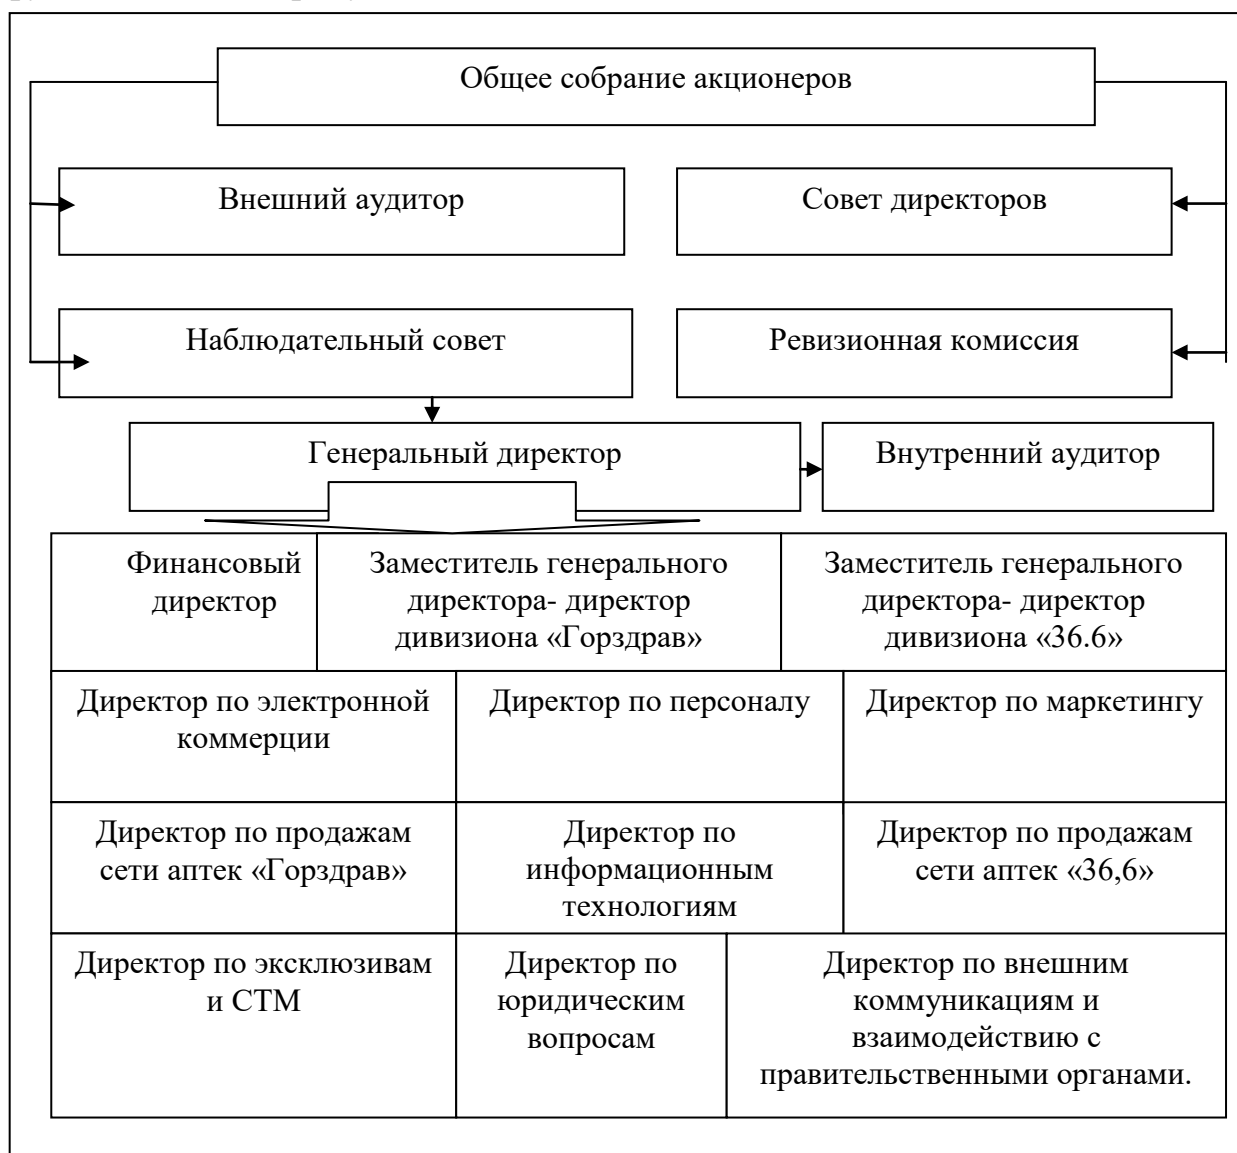 Общее собрание акционеров
Внешний аудитор
Совет директоров
Наблюдательный совет
Ревизионная комиссия
Генеральный директор
Внутренний аудитор
Финансовый
директор
Заместитель генерального
директора- директор
дивизиона «Горздрав»
Заместитель генерального
директора- директор
дивизиона «36.6»
Директор по электронной
коммерции
Директор по персоналу
Директор по маркетингу
Директор по продажам
сети аптек «Горздрав»
Директор по
информационным
технологиям
Директор по продажам
сети аптек «36,6»
Директор по эксклюзивам
и СТМ
Директор по
юридическим
вопросам
Директор по внешним
коммуникациям и
взаимодействию с
правительственными органами.